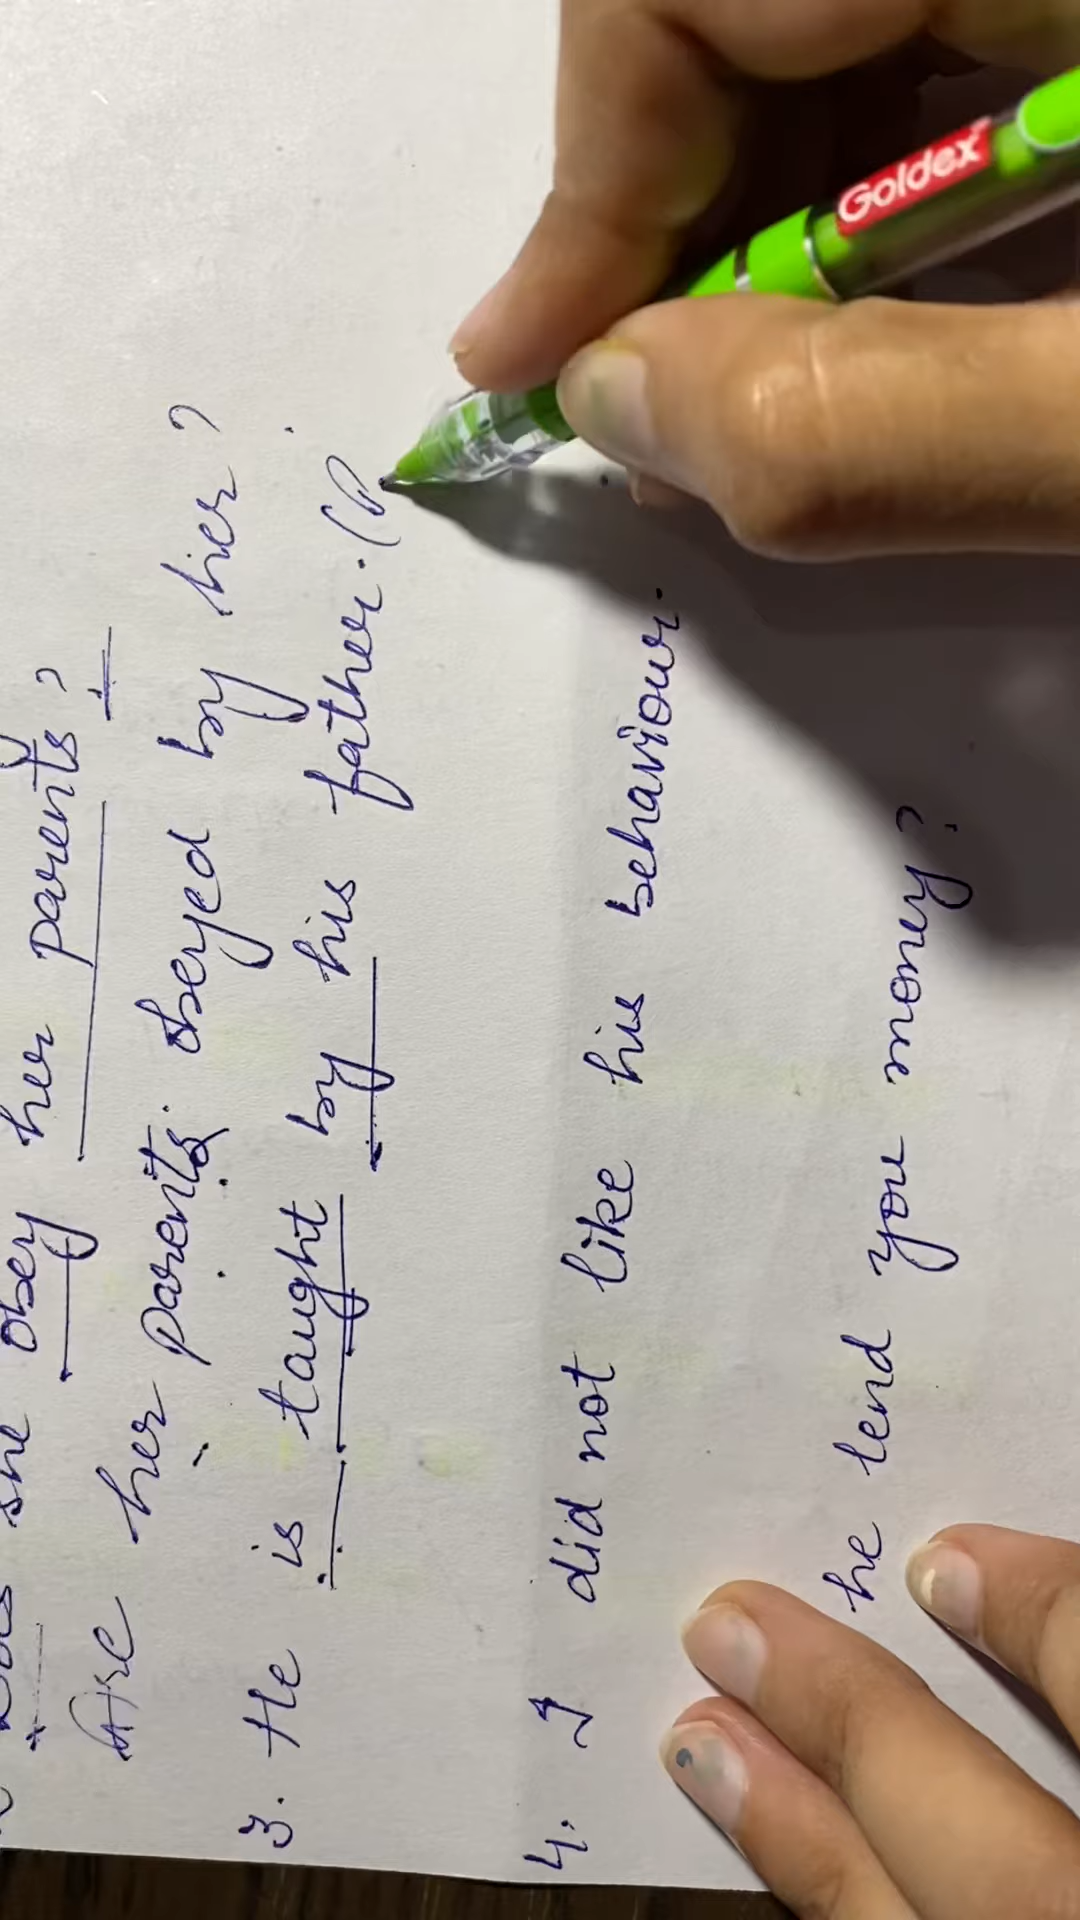 she obey her parents?
Are her parents obeyed by her?
3. He is taught by his father. (P
4. I did not like his behaviour.
he lend you money?
Goldex